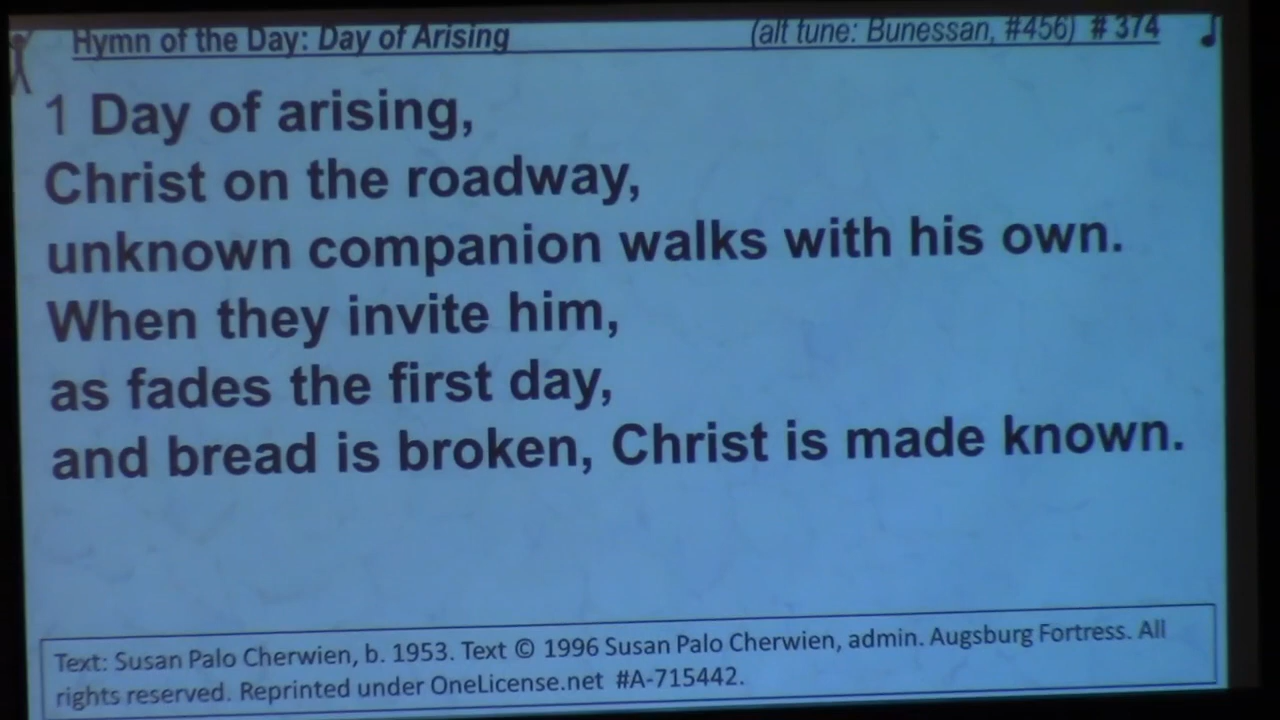 Hymn of the Day: Day of Arising (alt tune: Bunessan, #456) # 374
1 Day of arising,
Christ on the roadway,
unknown companion walks with his own.
When they invite him,
as fades the first day,
and bread is broken, Christ is made known.
Text: Susan Palo Cherwien, b. 1953. Text © 1996 Susan Palo Cherwien, admin. Augsburg Fortress. All
rights reserved. Reprinted under OneLicense.net #A-715442.